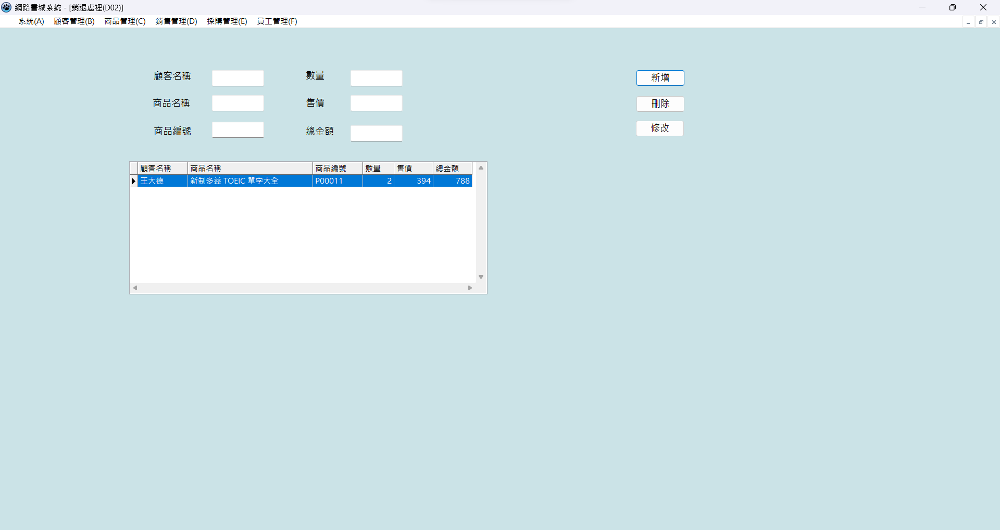 網路書城系統 - [銷退處裡(D02)]
系統(A) 顧客管理(B) 商品管理(C) 銷售管理(D) 採購管理(E) 員工管理(F)
顧客名稱 數量 新增
商品名稱 售價 刪除
商品編號 總金額 修改
顧客名稱 商品名稱 商品編號 數量 售價 總金額
王大德 新制多益 TOEIC 單字大全 P00011 2 394 788